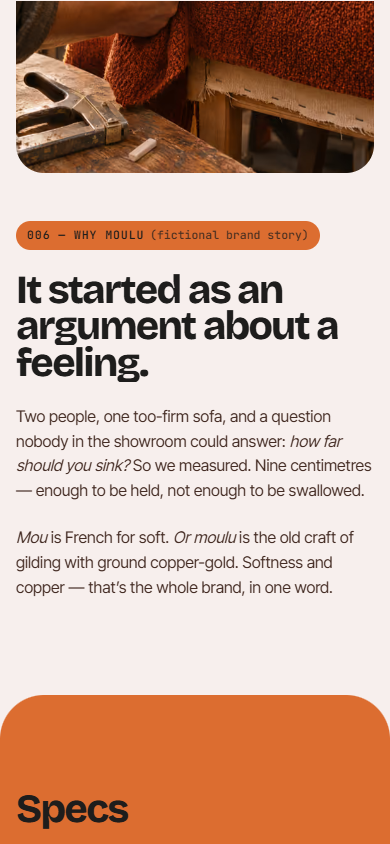 006 — WHY MOULU (fictional brand story)
It started as an
argument about a
feeling.
Two people, one too-firm sofa, and a question
nobody in the showroom could answer: how far
should you sink? So we measured. Nine centimetres
— enough to be held, not enough to be swallowed.
Mou is French for soft. Or moulu is the old craft of
gilding with ground copper-gold. Softness and
copper — that’s the whole brand, in one word.
Specs